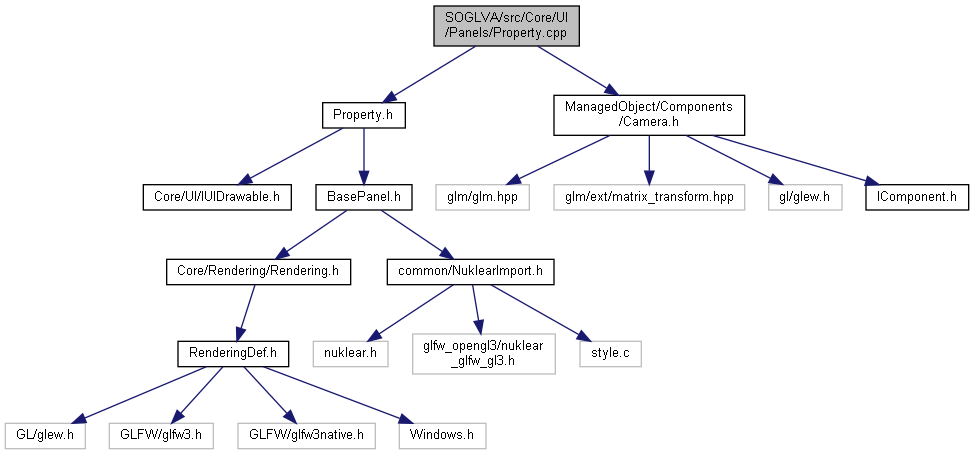 SOGLVA/src/Core/UI
/Panels/Property.cpp
Property.h
ManagedObject/Components
/Camera.h
Core/UI/IUIDrawable.h
BasePanel.h
glm/glm.hpp
glm/ext/matrix_transform.hpp
gl/glew.h
IComponent.h
Core/Rendering/Rendering.h
common/NuklearImport.h
RenderingDef.h
nuklear.h
glfw_opengl3/nuklear
_glfw_gl3.h
style.c
GL/glew.h
GLFW/glfw3.h
GLFW/glfw3native.h
Windows.h